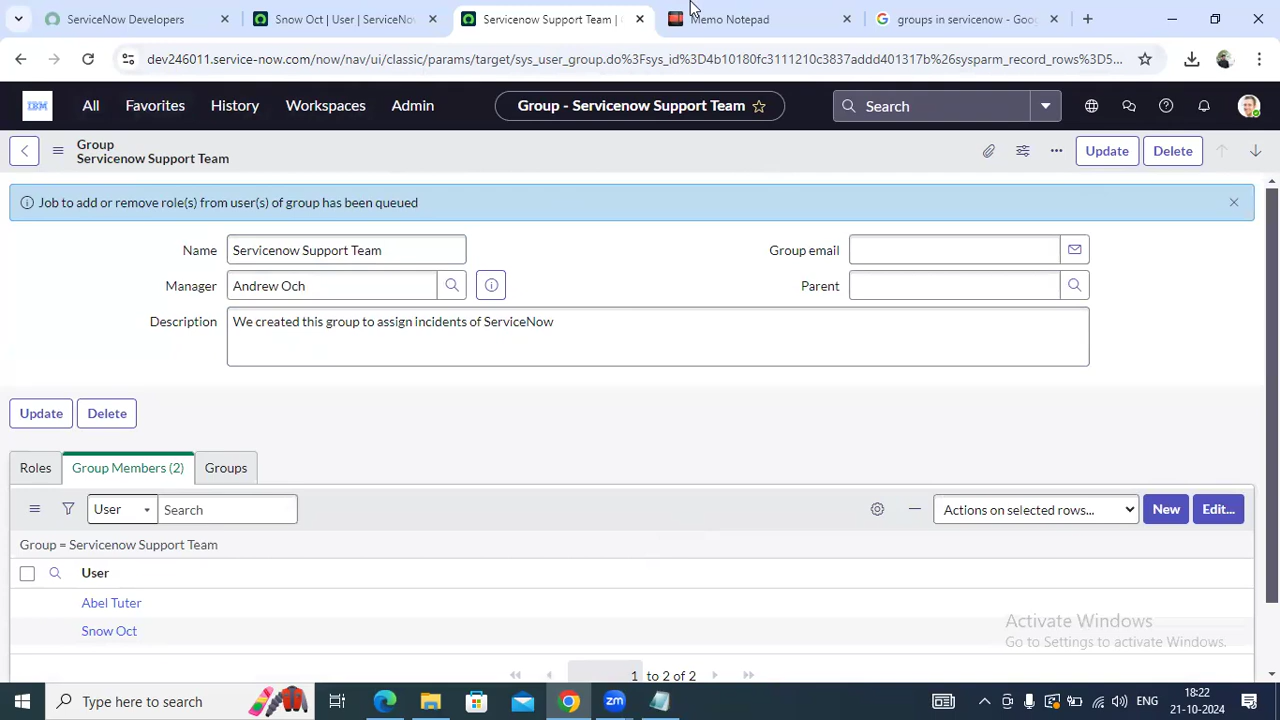 ServiceNow Developers
Snow Oct | User | ServiceNo
Servicenow Support Team |
Memo Notepad
groups in servicenow - Goo
dev246011.service-now.com/now/nav/ui/classic/params/target/sys_user_group.do%3Fsys_id%3D4b10180fc3111210c3837addd401317b%26sysparm_record_rows%3D5...
IBM
All
Favorites
History
Workspaces
Admin
Group - Servicenow Support Team
Search
Group
Servicenow Support Team
Update
Delete
Job to add or remove role(s) from user(s) of group has been queued
Name
Servicenow Support Team
Group email
Manager
Andrew Och
Parent
Description
We created this group to assign incidents of ServiceNow
Update
Delete
Roles
Group Members (2)
Groups
User
Search
Actions on selected rows...
New
Edit...
Group = Servicenow Support Team
User
Abel Tuter
Snow Oct
Activate Windows
Go to Settings to activate Windows.
1 to 2 of 2
Type here to search
zm
ENG
18:22
21-10-2024